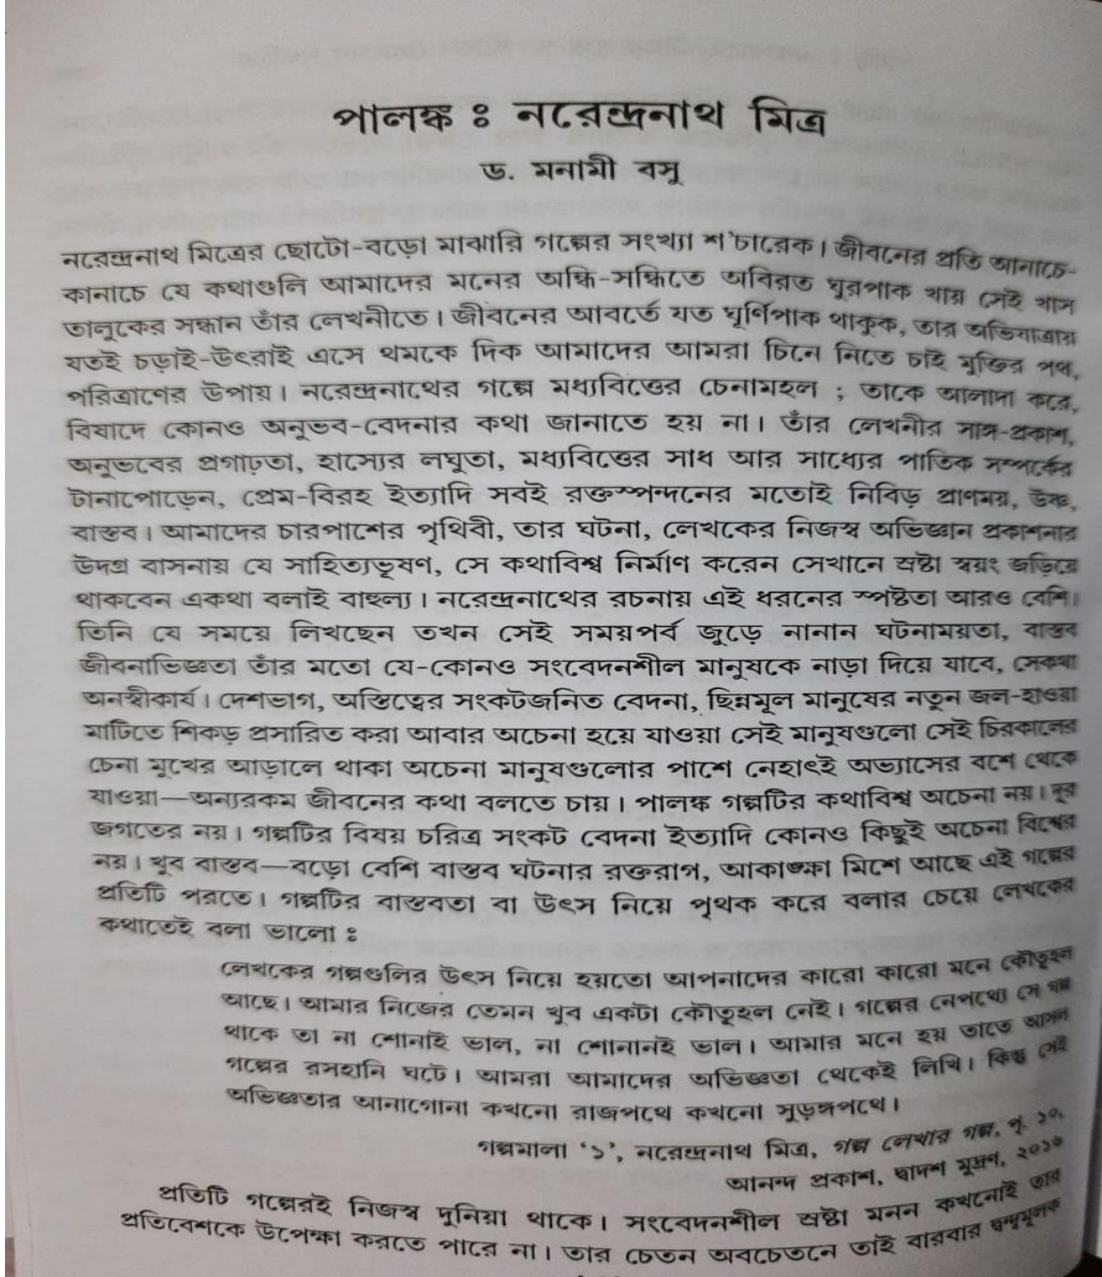 পালঙ্ক ঃ নরেন্দ্রনাথ মিত্র
ড. মনামী বসু
নরেন্দ্রনাথ মিত্রের ছোটো-বড়ো মাঝারি গল্পের সংখ্যা শ'চারেক। জীবনের প্রতি আনাচে-
কানাচে যে কথাগুলি আমাদের মনের অন্ধি-সন্ধিতে অবিরত ঘুরপাক খায় সেই খাস
তালুকের সন্ধান তাঁর লেখনীতে। জীবনের আবর্তে যত ঘূর্ণিপাক থাকুক, তার অভিযাত্রায়
যতই চড়াই-উৎরাই এসে থমকে দিক আমাদের আমরা চিনে নিতে চাই মুক্তির পথ,
পরিত্রাণের উপায়। নরেন্দ্রনাথের গল্পে মধ্যবিত্তের চেনামহল ; তাকে আলাদা করে,
বিষাদে কোনও অনুভব-বেদনার কথা জানাতে হয় না। তাঁর লেখনীর সাঙ্গ-প্রকাশ,
অনুভবের প্রগাঢ়তা, হাস্যের লঘুতা, মধ্যবিত্তের সাধ আর সাধ্যের পাতিক সম্পর্কের
টানাপোড়েন, প্রেম-বিরহ ইত্যাদি সবই রক্তস্পন্দনের মতোই নিবিড় প্রাণময়, উষ্ণ,
বাস্তব। আমাদের চারপাশের পৃথিবী, তার ঘটনা, লেখকের নিজস্ব অভিজ্ঞান প্রকাশনার
উদগ্র বাসনায় যে সাহিত্যভূষণ, সে কথাবিশ্ব নির্মাণ করেন সেখানে স্রষ্টা স্বয়ং জড়িয়ে
থাকবেন একথা বলাই বাহুল্য। নরেন্দ্রনাথের রচনায় এই ধরনের স্পষ্টতা আরও বেশি।
তিনি যে সময়ে লিখছেন তখন সেই সময়পর্ব জুড়ে নানান ঘটনাময়তা, বাস্তব
জীবনাভিজ্ঞতা তাঁর মতো যে-কোনও সংবেদনশীল মানুষকে নাড়া দিয়ে যাবে, সেকথা
অনস্বীকার্য। দেশভাগ, অস্তিত্বের সংকটজনিত বেদনা, ছিন্নমূল মানুষের নতুন জল-হাওয়া
মাটিতে শিকড় প্রসারিত করা আবার অচেনা হয়ে যাওয়া সেই মানুষগুলো সেই চিরকালের
চেনা মুখের আড়ালে থাকা অচেনা মানুষগুলোর পাশে নেহাৎই অভ্যাসের বশে থেকে
যাওয়া—অন্যরকম জীবনের কথা বলতে চায়। পালঙ্ক গল্পটির কথাবিশ্ব অচেনা নয়। দূর
জগতের নয়। গল্পটির বিষয় চরিত্র সংকট বেদনা ইত্যাদি কোনও কিছুই অচেনা বিশ্বের
নয়। খুব বাস্তব—বড়ো বেশি বাস্তব ঘটনার রক্তরাগ, আকাঙ্ক্ষা মিশে আছে এই গল্পের
প্রতিটি পরতে। গল্পটির বাস্তবতা বা উৎস নিয়ে পৃথক করে বলার চেয়ে লেখকের
কথাতেই বলা ভালো ঃ
লেখকের গল্পগুলির উৎস নিয়ে হয়তো আপনাদের কারো কারো মনে কৌতূহল
আছে। আমার নিজের তেমন খুব একটা কৌতূহল নেই। গল্পের নেপথ্যে সে গল্প
থাকে তা না শোনাই ভাল, না শোনানই ভাল। আমার মনে হয় তাতে আসল
গল্পের রসহানি ঘটে। আমরা আমাদের অভিজ্ঞতা থেকেই লিখি। কিন্তু সেই
অভিজ্ঞতার আনাগোনা কখনো রাজপথে কখনো সুড়ঙ্গপথে।
গল্পমালা ‘১’, নরেন্দ্রনাথ মিত্র, গল্প লেখার গল্প, পৃ. ১০,
আনন্দ প্রকাশ, দ্বাদশ মুদ্রণ, ২০১৬
প্রতিটি গল্পেরই নিজস্ব দুনিয়া থাকে। সংবেদনশীল স্রষ্টা মনন কখনোই তার
প্রতিবেশকে উপেক্ষা করতে পারে না। তার চেতন অবচেতনে তাই বারবার দ্বন্দ্বমূলক